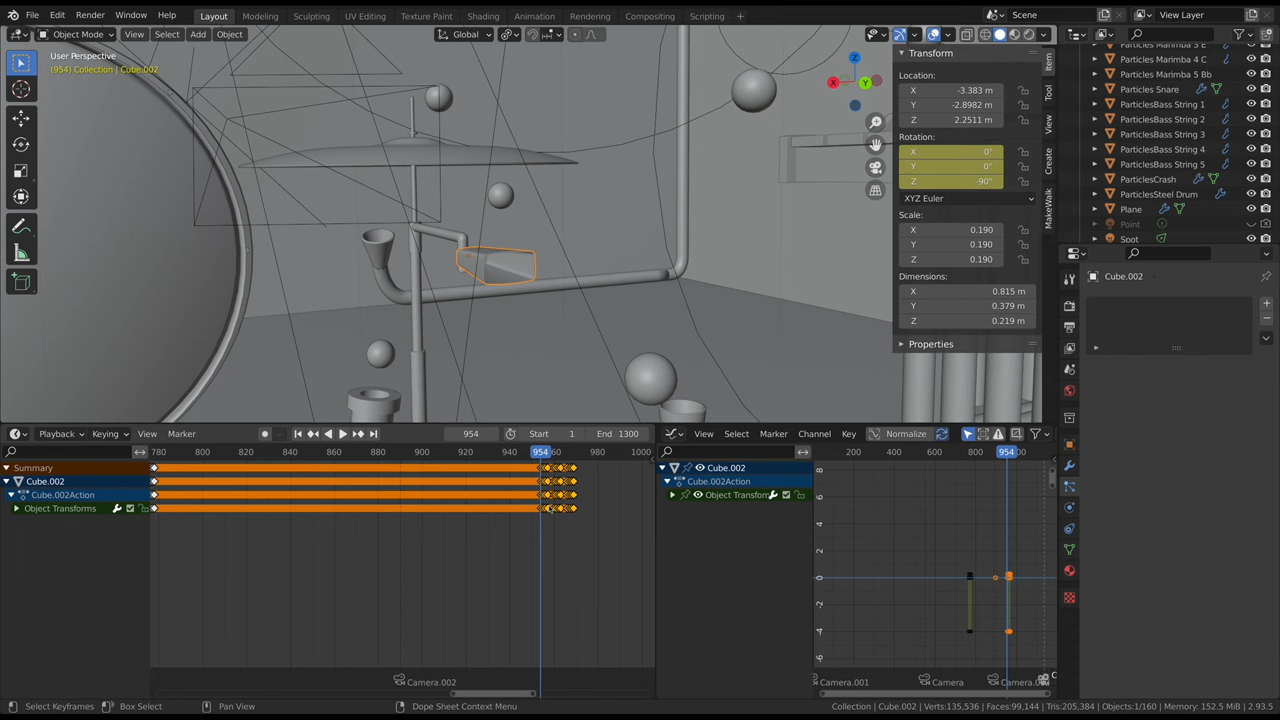 File Edit Render Window Help Layout Modeling Sculpting UV Editing Texture Paint Shading Animation Rendering Compositing Scripting + Scene View Layer
Object Mode View Select Add Object Global
User Perspective
(954) Collection | Cube.002
Z
X
Y
Transform
Location:
X -3.383 m
Y -2.8982 m
Z 2.2511 m
Rotation:
X 0°
Y 0°
Z -90°
XYZ Euler
Scale:
X 0.190
Y 0.190
Z 0.190
Dimensions:
X 0.815 m
Y 0.379 m
Z 0.219 m
Properties
Item
Tool
View
Create
MakeWalk
Particles Marimba 3 E
Particles Marimba 4 C
Particles Marimba 5 Bb
Particles Snare
ParticlesBass String 1
ParticlesBass String 2
ParticlesBass String 3
ParticlesBass String 4
ParticlesBass String 5
ParticlesCrash
ParticlesSteel Drum
Plane
Point
Spot
Cube.002
Playback Keying View Marker 954 Start 1 End 1300
780 800 820 840 860 880 900 920 940 954 60 980 1000
Summary
Cube.002
Cube.002Action
Object Transforms
Camera.002
View Select Marker Channel Key Normalize
200 400 600 800 954 00
Cube.002
Cube.002Action
Object Transform
8
6
4
2
0
-2
-4
-6
Camera.001 Camera Camera.0 C
Select Keyframes Box Select Pan View Dope Sheet Context Menu Collection | Cube.002 | Verts:135,536 | Faces:99,144 | Tris:205,384 | Objects:1/160 | Memory: 152.5 MiB | 2.93.5